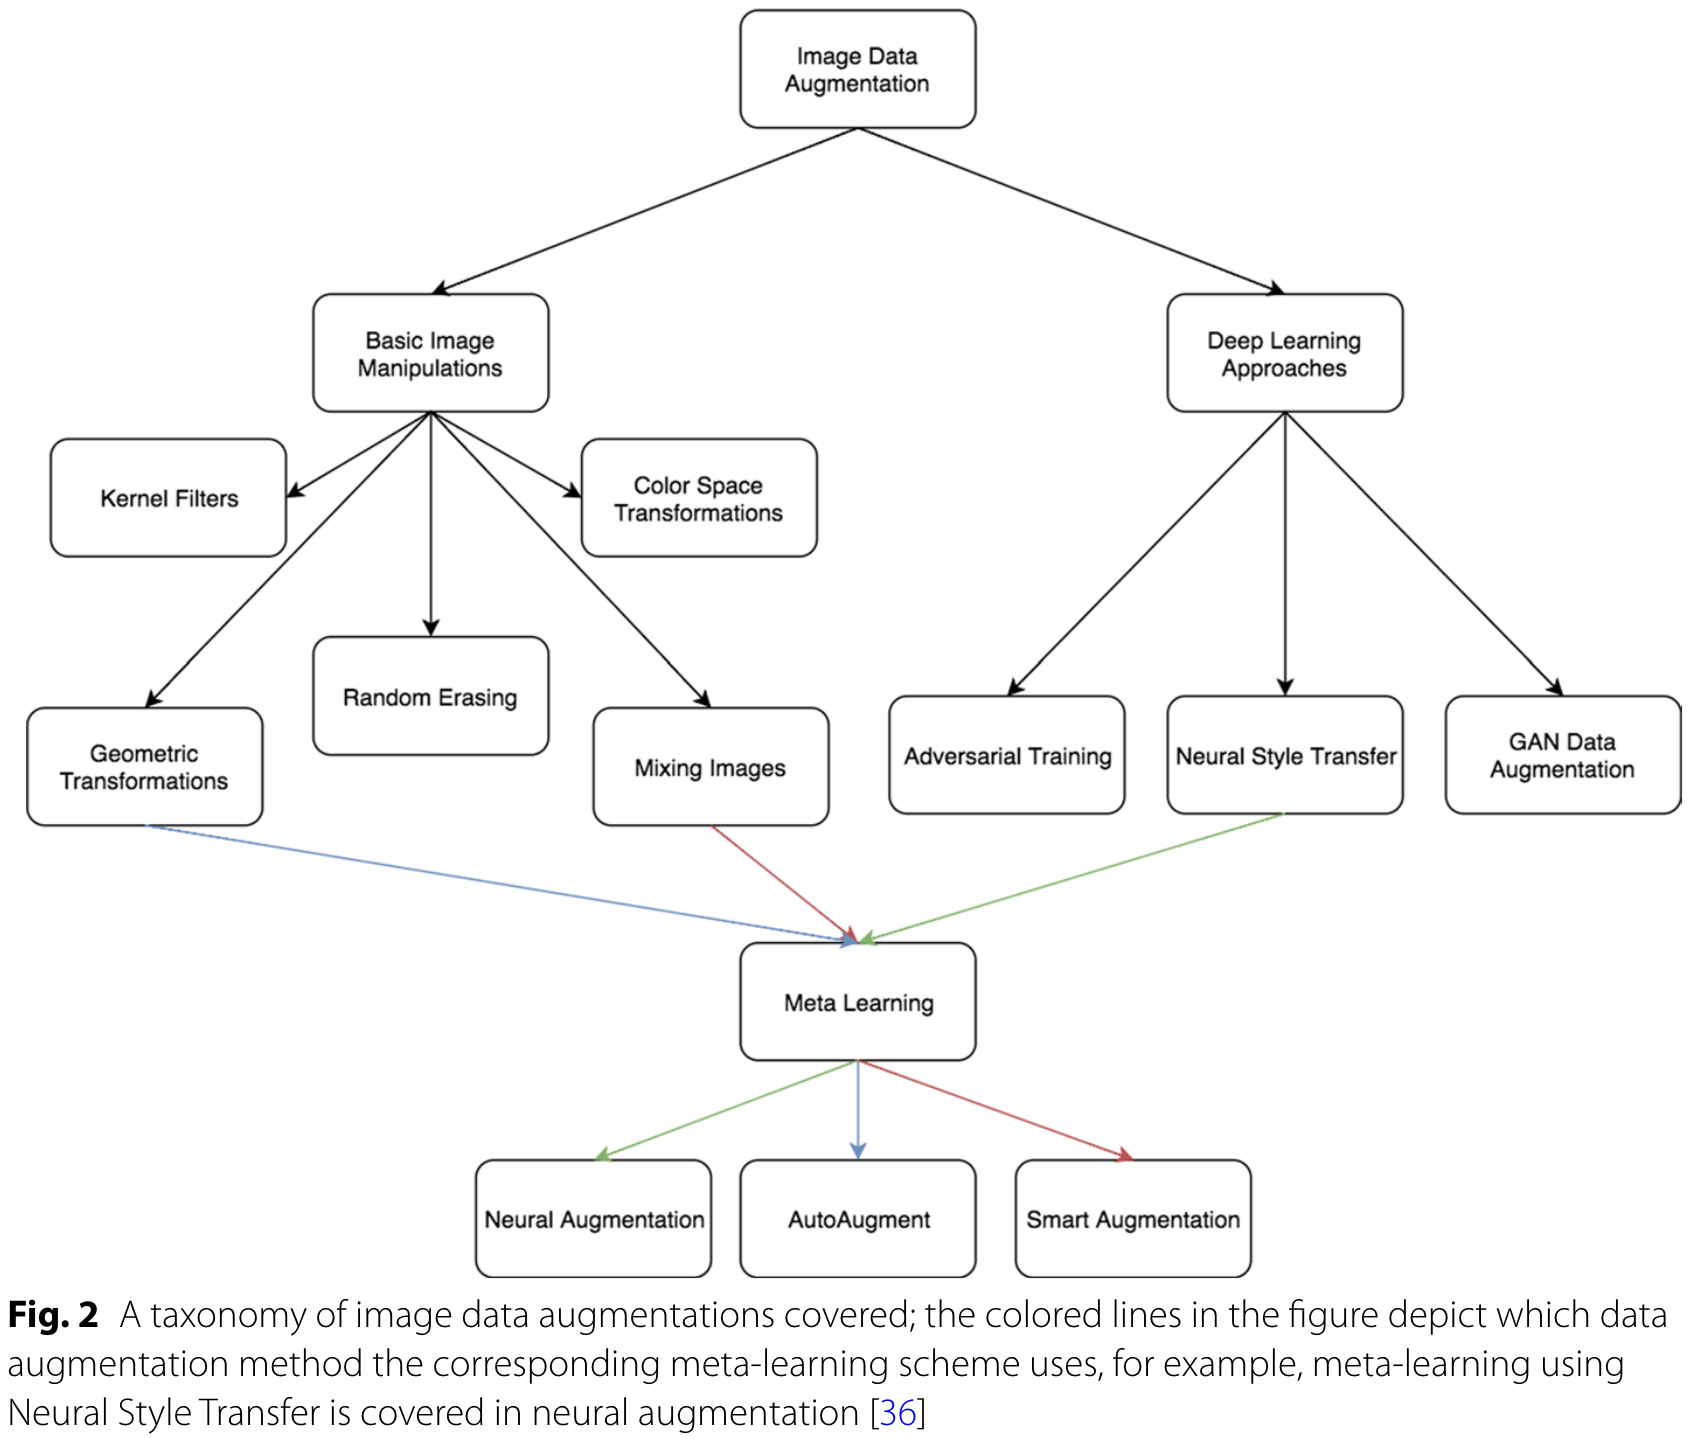 Image Data
Augmentation
Basic Image
Manipulations
Deep Learning
Approaches
Kernel Filters
Color Space
Transformations
Geometric
Transformations
Random Erasing
Mixing Images
Adversarial Training
Neural Style Transfer
GAN Data
Augmentation
Meta Learning
Neural Augmentation
AutoAugment
Smart Augmentation
Fig. 2 A taxonomy of image data augmentations covered; the colored lines in the figure depict which data
augmentation method the corresponding meta-learning scheme uses, for example, meta-learning using
Neural Style Transfer is covered in neural augmentation [36]